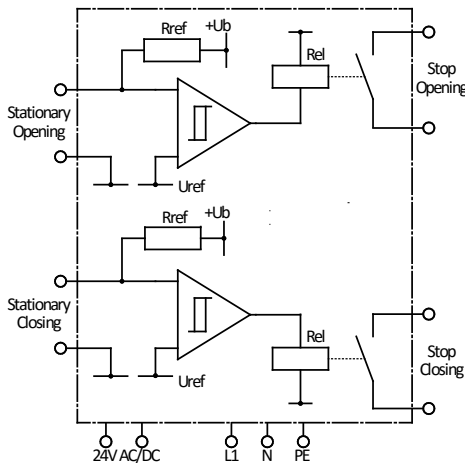 Rref
+Ub
Rel
Stationary
Opening
Stop
Opening
Uref
Rref
+Ub
Stationary
Closing
Rel
Stop
Closing
Uref
24V AC/DC
L1
N
PE